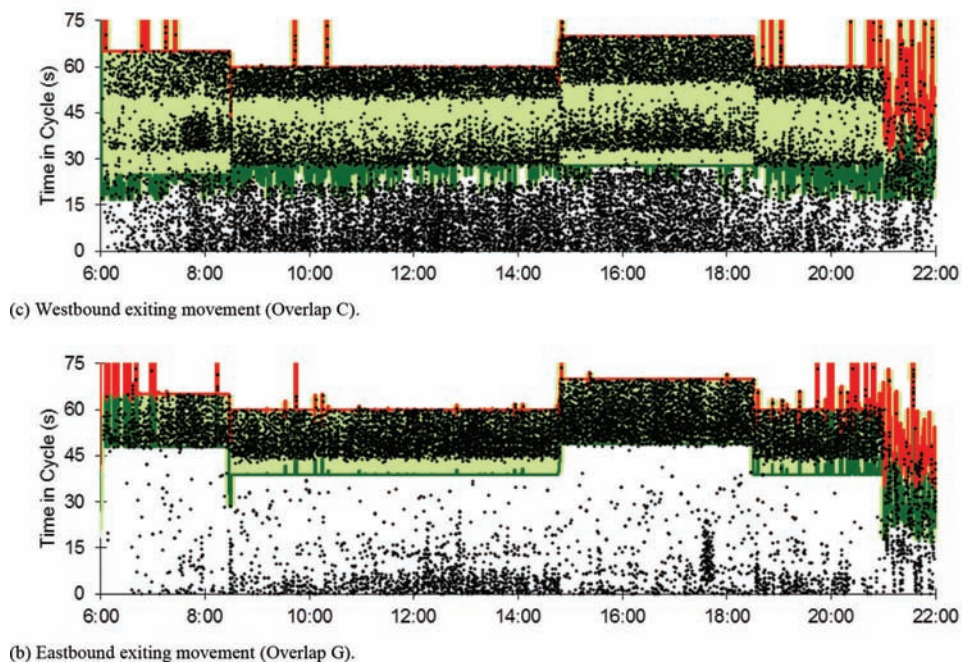 75
60
45
30
15
0
Time in Cycle (s)
6:00 8:00 10:00 12:00 14:00 16:00 18:00 20:00 22:00
(c) Westbound exiting movement (Overlap C).
75
60
45
30
15
0
Time in Cycle (s)
6:00 8:00 10:00 12:00 14:00 16:00 18:00 20:00 22:00
(b) Eastbound exiting movement (Overlap G).